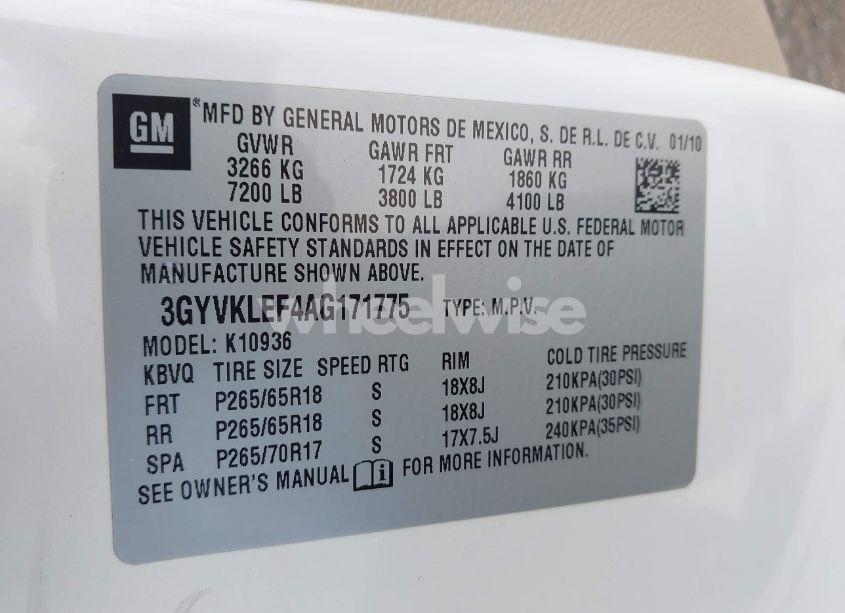 GM
®MFD BY GENERAL MOTORS DE MEXICO, S. DE R.L. DE C.V. 01/10
GVWR GAWR FRT GAWR RR
3266 KG 1724 KG 1860 KG
7200 LB 3800 LB 4100 LB
THIS VEHICLE CONFORMS TO ALL APPLICABLE U.S. FEDERAL MOTOR
VEHICLE SAFETY STANDARDS IN EFFECT ON THE DATE OF
MANUFACTURE SHOWN ABOVE.
3GYVKLEF4AG171775 TYPE: M.P.V.
wheelwise
MODEL: K10936
KBVQ TIRE SIZE SPEED RTG RIM COLD TIRE PRESSURE
FRT P265/65R18 S 18X8J 210KPA(30PSI)
RR P265/65R18 S 18X8J 210KPA(30PSI)
SPA P265/70R17 S 17X7.5J 240KPA(35PSI)
SEE OWNER'S MANUAL i FOR MORE INFORMATION.